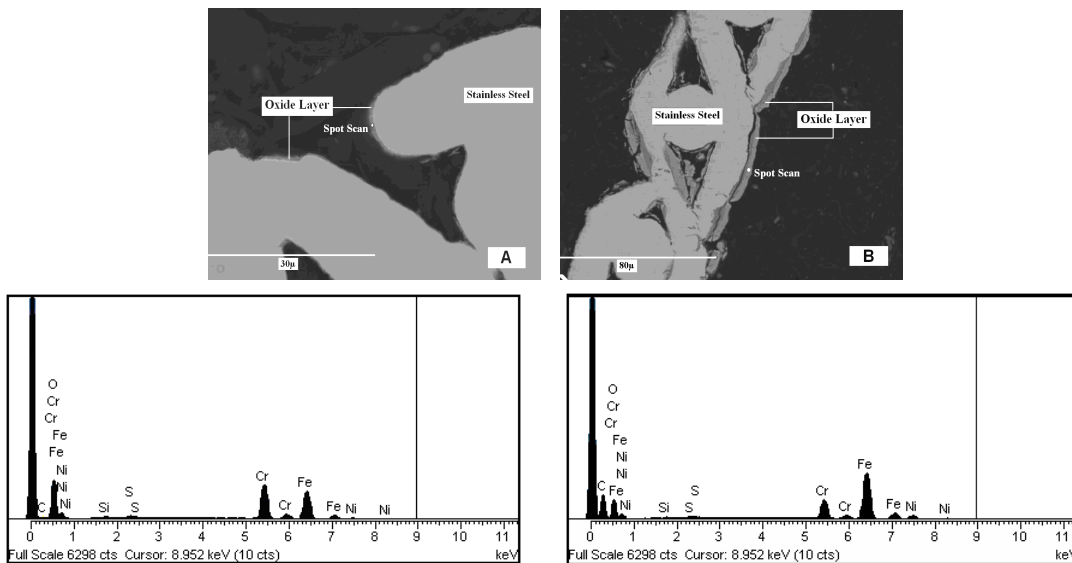 Oxide Layer
Stainless Steel
Spot Scan
30μ
A
Stainless Steel
Oxide Layer
Spot Scan
80μ
B
O
Cr
Cr
Fe
Fe
Ni
Ni
C
Ni
Si
S
S
Cr
Cr
Fe
Fe
Ni
Ni
0 1 2 3 4 5 6 7 8 9 10 11
Full Scale 6298 cts Cursor: 8.952 keV (10 cts) keV
O
Cr
Cr
Fe
Ni
Ni
C
Fe
Ni
Si
S
S
Cr
Cr
Fe
Fe
Ni
Ni
0 1 2 3 4 5 6 7 8 9 10 11
Full Scale 6298 cts Cursor: 8.952 keV (10 cts) keV